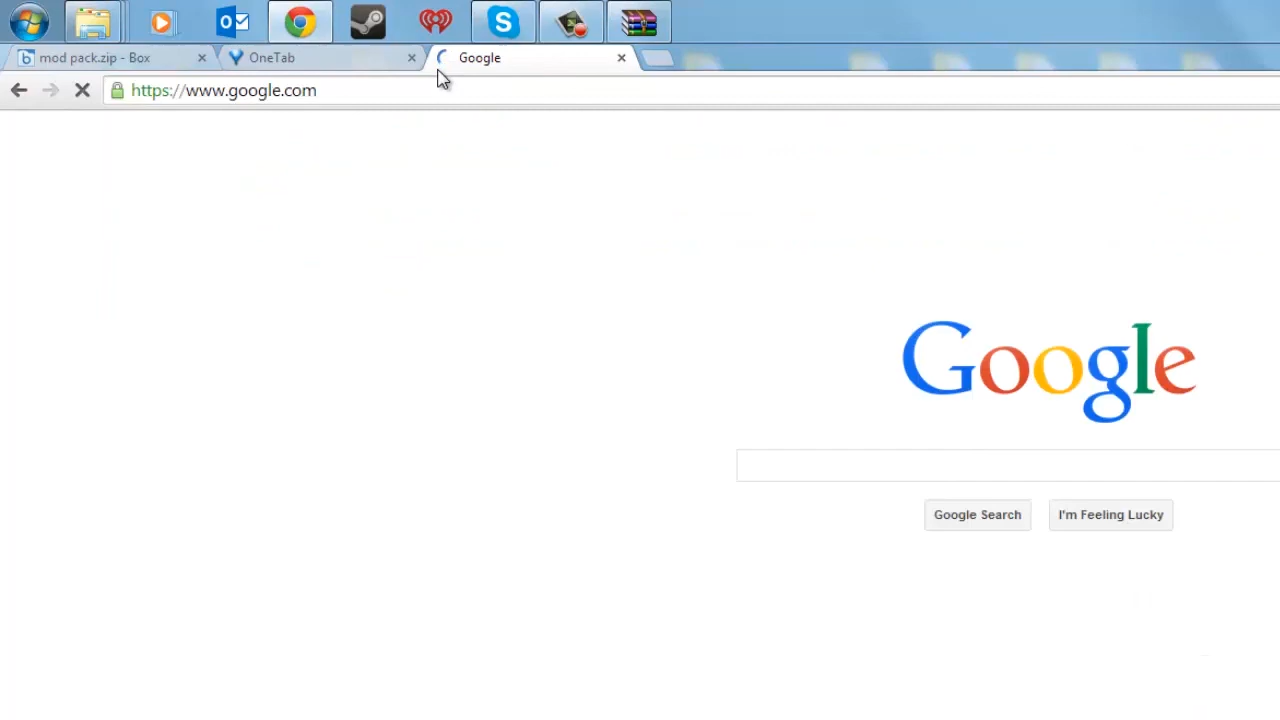 mod pack.zip - Box
OneTab
Google
https://www.google.com
Google
Google Search
I'm Feeling Lucky